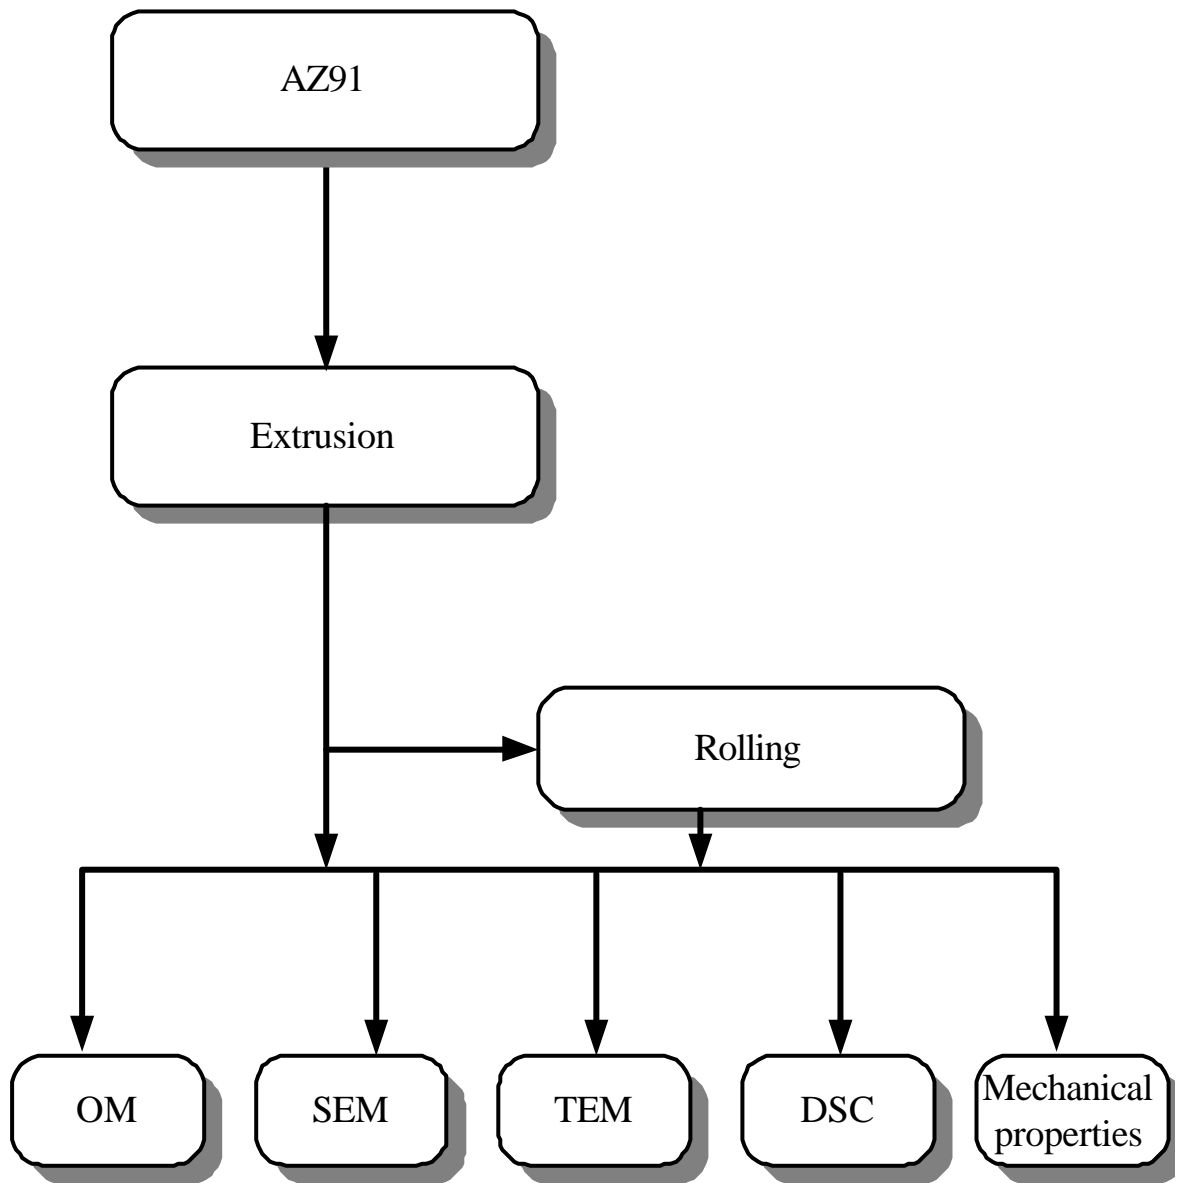 AZ91
Extrusion
Rolling
OM
SEM
TEM
DSC
Mechanical
properties